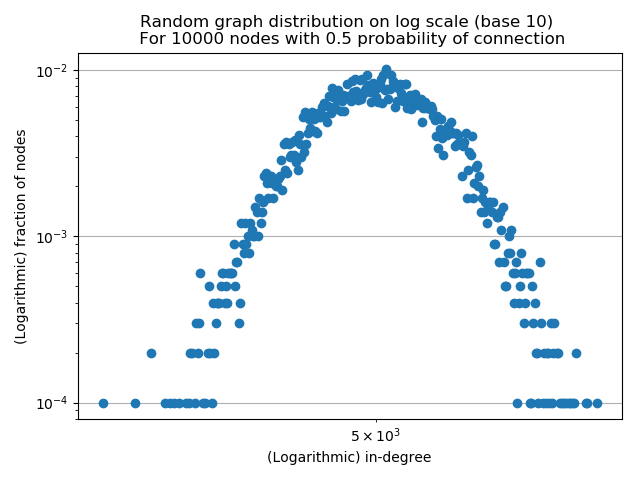 Random graph distribution on log scale (base 10)
For 10000 nodes with 0.5 probability of connection
(Logarithmic) fraction of nodes
10⁻²
10⁻³
10⁻⁴
5 × 10³
(Logarithmic) in-degree